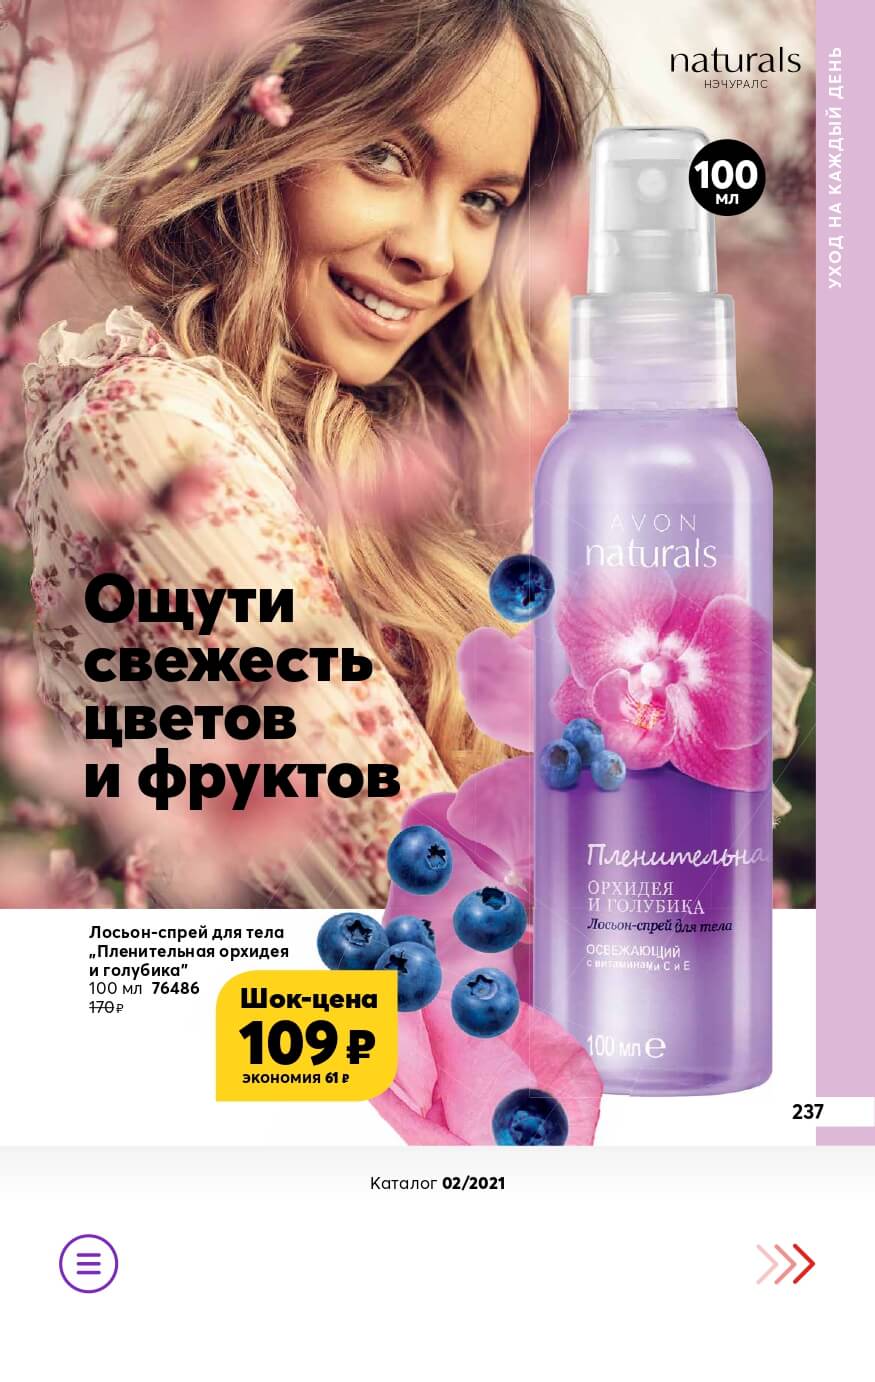 naturals
НЭЧУРАЛС
УХОД НА КАЖДЫЙ ДЕНЬ
100
МЛ
AVON
naturals
Ощути
свежесть
цветов
и фруктов
Пленительная
ОРХИДЕЯ
И ГОЛУБИКА
Лосьон-спрей для тела
ОСВЕЖАЮЩИЙ
с витаминами С и Е
100 мл e
Лосьон-спрей для тела
„Пленительная орхидея
и голубика”
100 мл 76486
170 ₽
Шок-цена
109 ₽
экономия 61 ₽
237
Каталог 02/2021